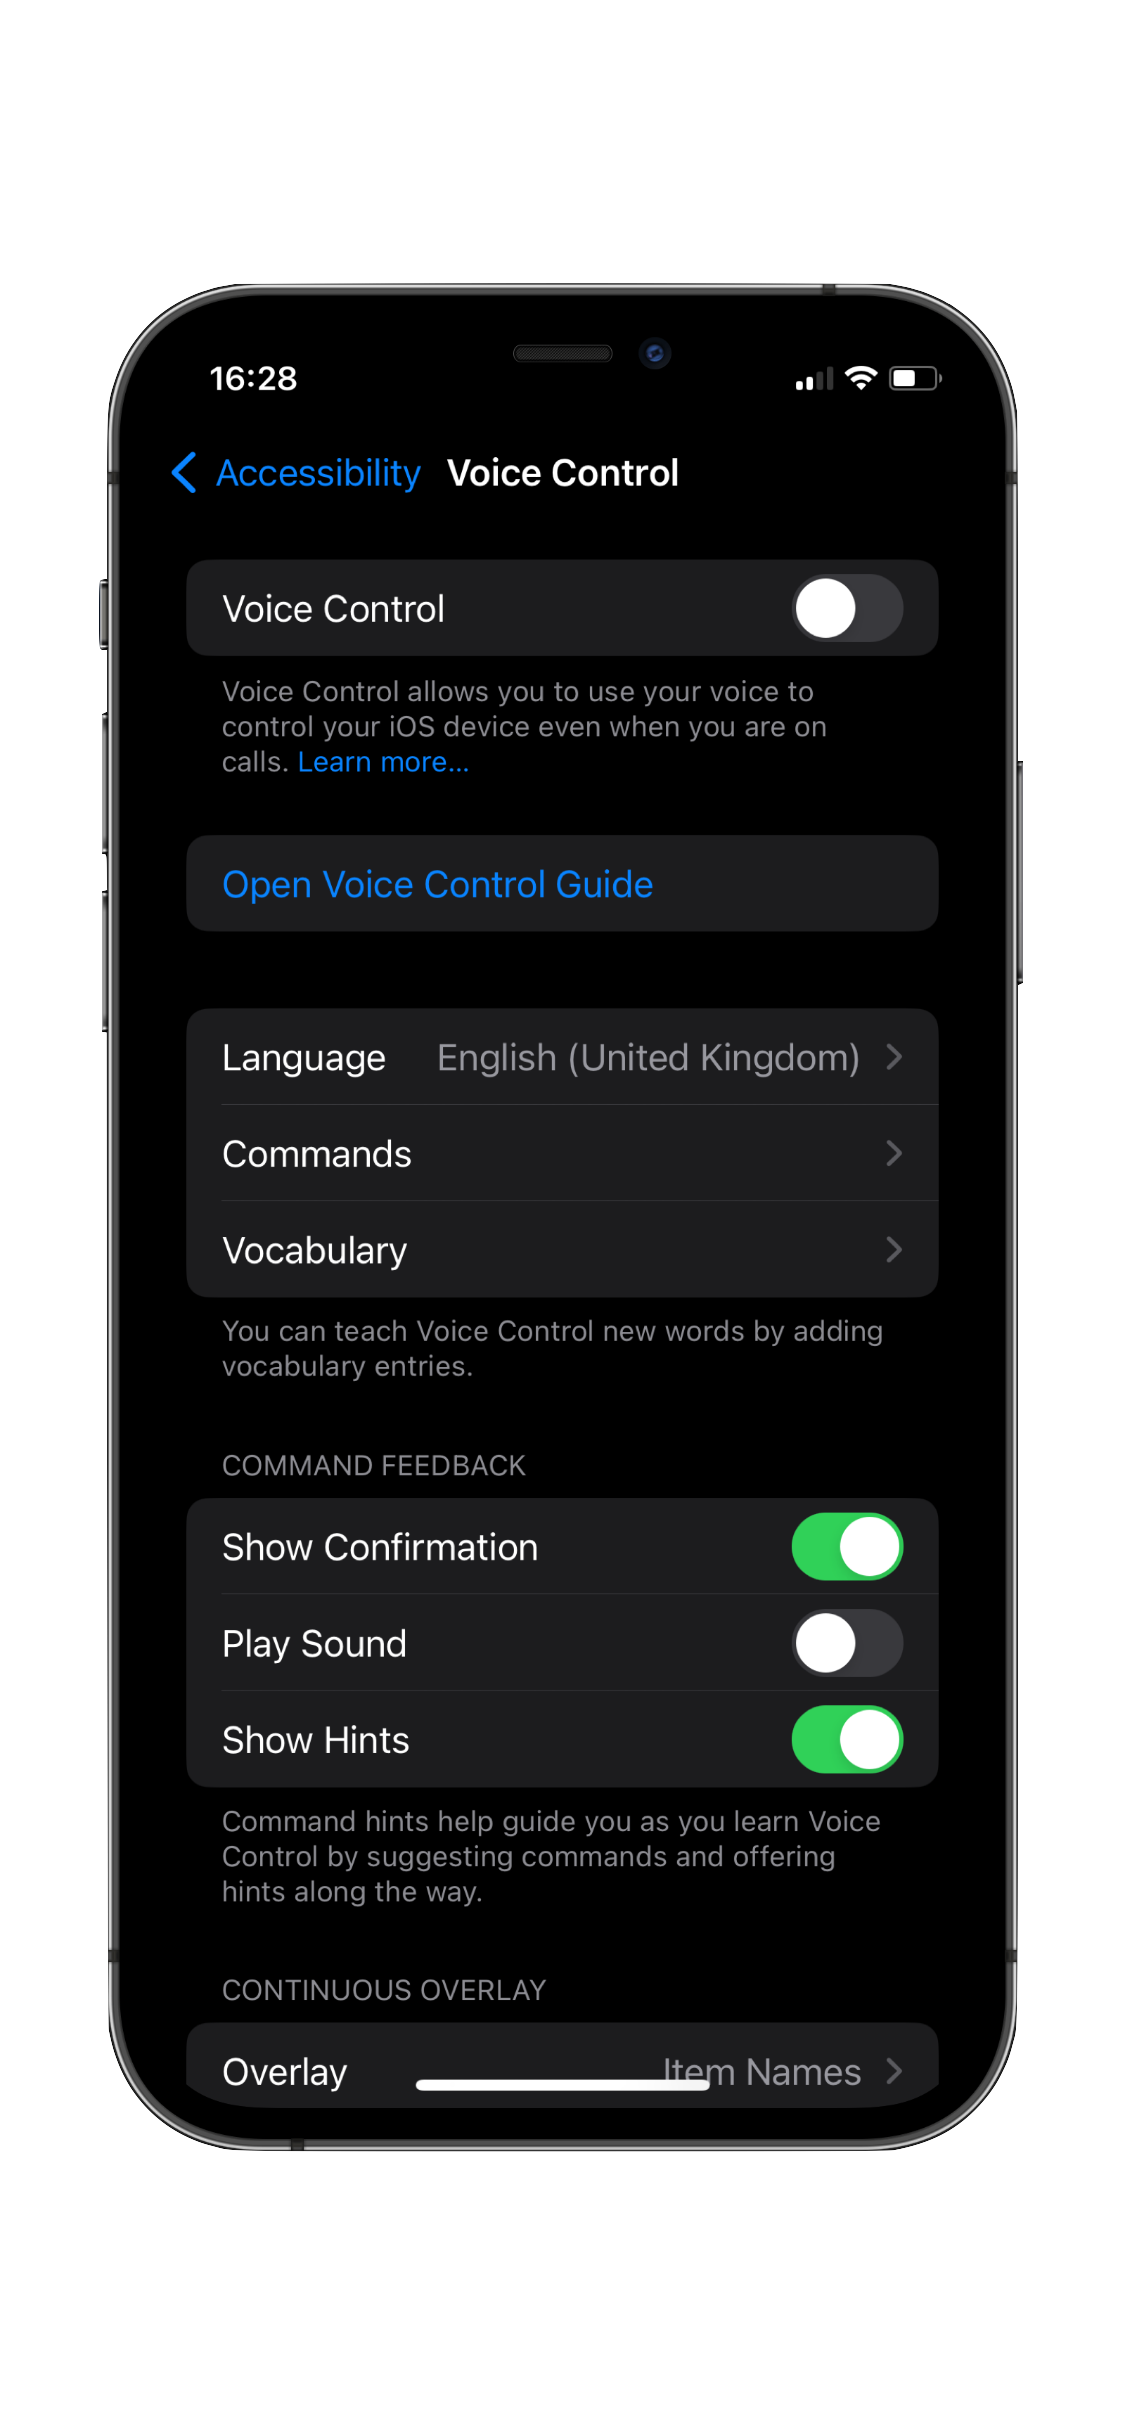 16:28
Accessibility Voice Control
Voice Control
Voice Control allows you to use your voice to
control your iOS device even when you are on
calls. Learn more...
Open Voice Control Guide
Language English (United Kingdom)
Commands
Vocabulary
You can teach Voice Control new words by adding
vocabulary entries.
COMMAND FEEDBACK
Show Confirmation
Play Sound
Show Hints
Command hints help guide you as you learn Voice
Control by suggesting commands and offering
hints along the way.
CONTINUOUS OVERLAY
Overlay Item Names